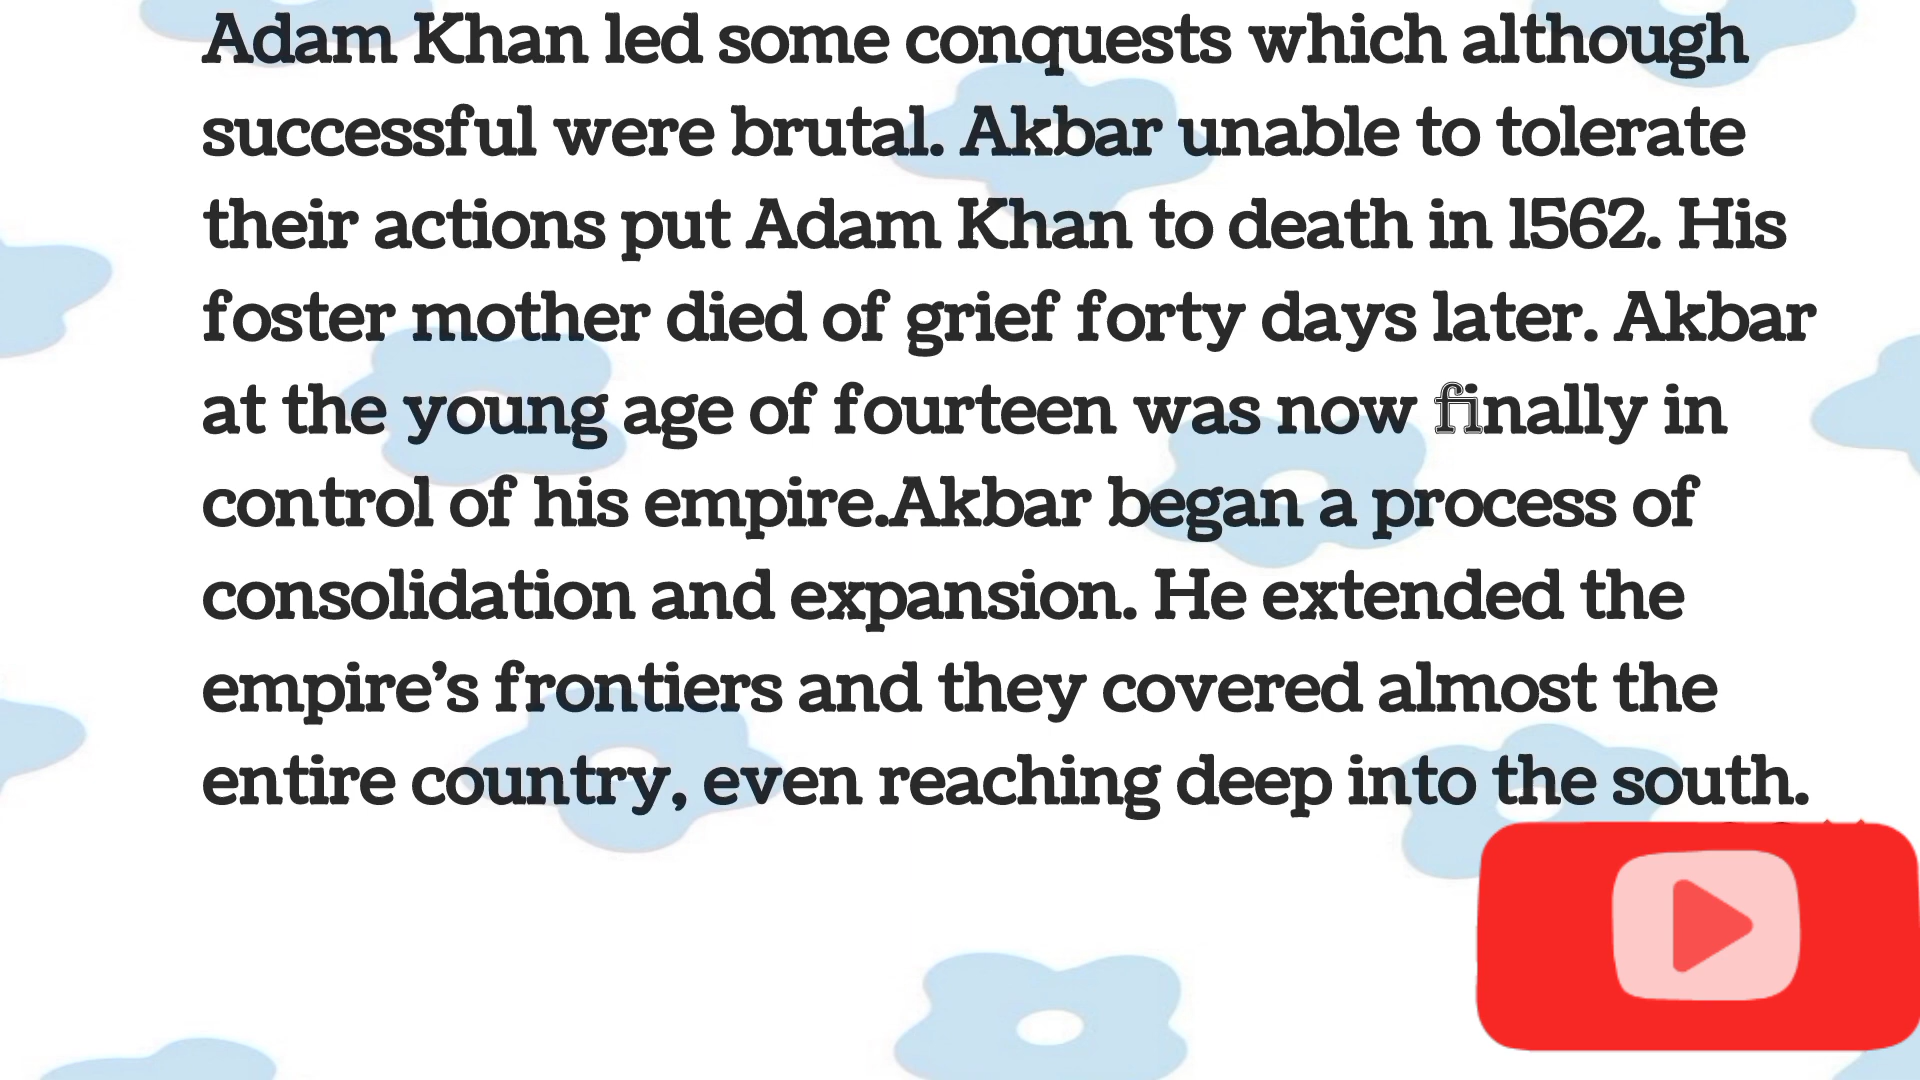 Adam Khan led some conquests which although
successful were brutal. Akbar unable to tolerate
their actions put Adam Khan to death in 1562. His
foster mother died of grief forty days later. Akbar
at the young age of fourteen was now finally in
control of his empire.Akbar began a process of
consolidation and expansion. He extended the
empire’s frontiers and they covered almost the
entire country, even reaching deep into the south.